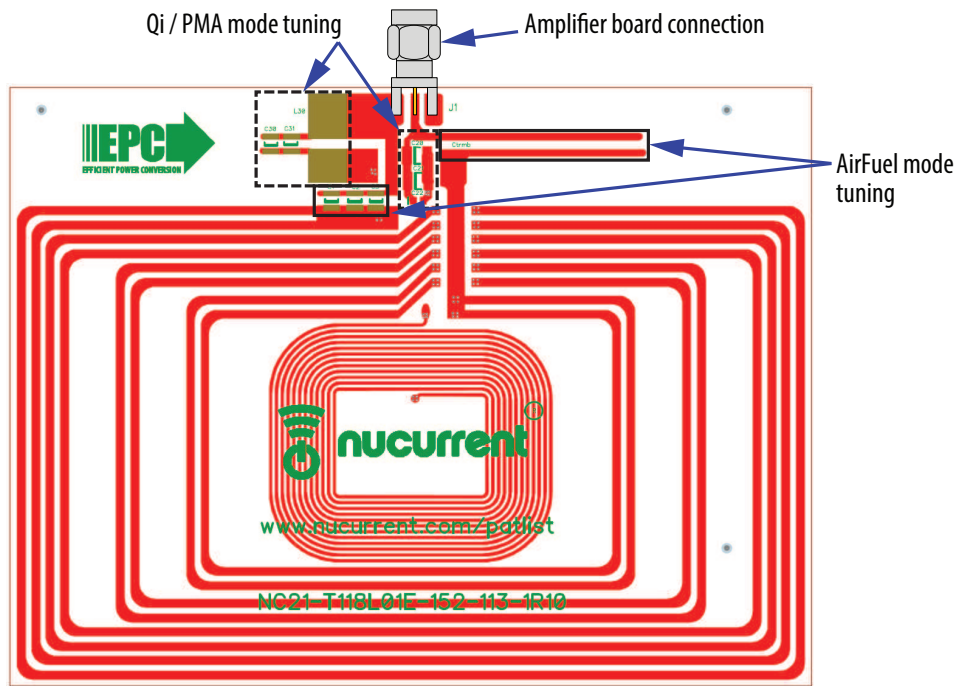 Qi / PMA mode tuning
Amplifier board connection
L30
J1
C30 C31
EPC
EFFICIENT POWER CONVERSION
C20
Ctrmb
AirFuel mode
tuning
nucurrent
www.nucurrent.com/patlist
NC21-T118L01E-152-113-1R10